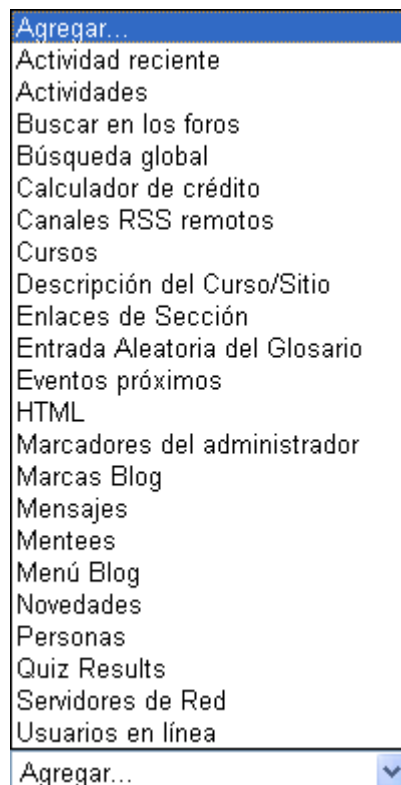 Agregar...
Actividad reciente
Actividades
Buscar en los foros
Búsqueda global
Calculador de crédito
Canales RSS remotos
Cursos
Descripción del Curso/Sitio
Enlaces de Sección
Entrada Aleatoria del Glosario
Eventos próximos
HTML
Marcadores del administrador
Marcas Blog
Mensajes
Mentees
Menú Blog
Novedades
Personas
Quiz Results
Servidores de Red
Usuarios en línea
Agregar...